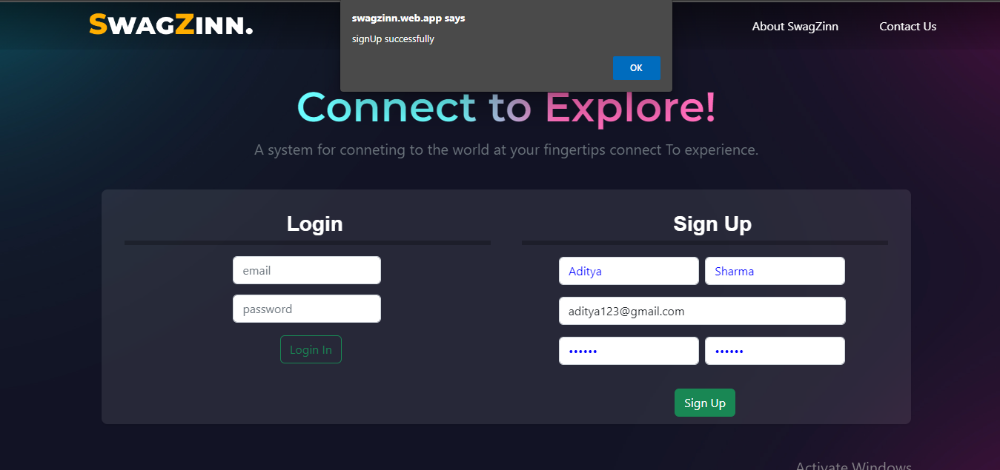 SWAGZINN.
swagzinn.web.app says
signUp successfully
OK
About SwagZinn
Contact Us
Connect to Explore!
A system for conneting to the world at your fingertips connect To experience.
Login
email
password
Login In
Sign Up
Aditya
Sharma
aditya123@gmail.com
••••••
••••••
Sign Up
Activate Windows